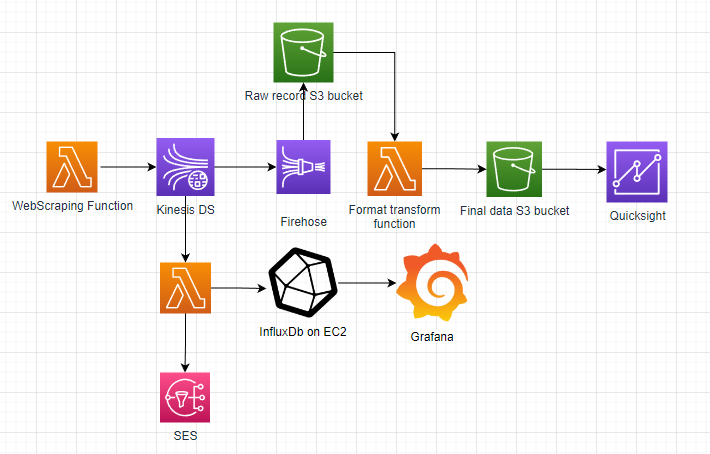 Raw record S3 bucket
WebScraping Function
Kinesis DS
Firehose
Format transform
function
Final data S3 bucket
Quicksight
InfluxDb on EC2
Grafana
SES